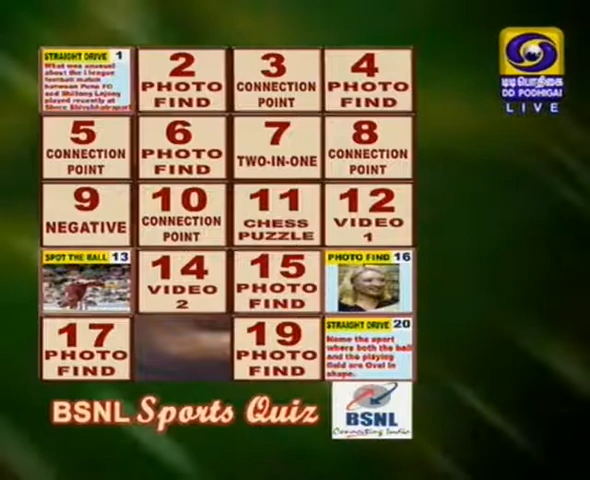 STRAIGHT DRIVE 1
What was unusual
about the I league
football match
between Pune FC
and Shillong Lajong
played recently at
Shree Shivchhatrapati
2
PHOTO
FIND
3
CONNECTION
POINT
4
PHOTO
FIND
டிடி பொதிகை
DD PODHIGAI
LIVE
5
CONNECTION
POINT
6
PHOTO
FIND
7
TWO-IN-ONE
8
CONNECTION
POINT
9
NEGATIVE
10
CONNECTION
POINT
11
CHESS
PUZZLE
12
VIDEO
1
SPOT THE BALL 13
14
VIDEO
2
15
PHOTO
FIND
PHOTO FIND 16
17
PHOTO
FIND
19
PHOTO
FIND
STRAIGHT DRIVE 20
Name the sport
where both the ball
and the playing
field are Oval in
shape.
BSNL Sports Quiz
BSNL
Connecting India